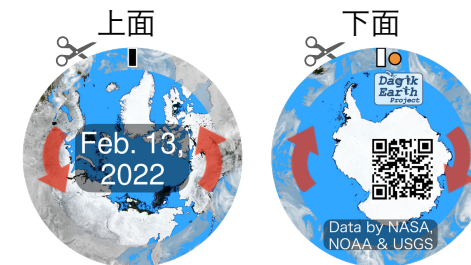 上面
下面
Feb. 13,
2022
Dagik
Earth
Project
Data by NASA,
NOAA & USGS